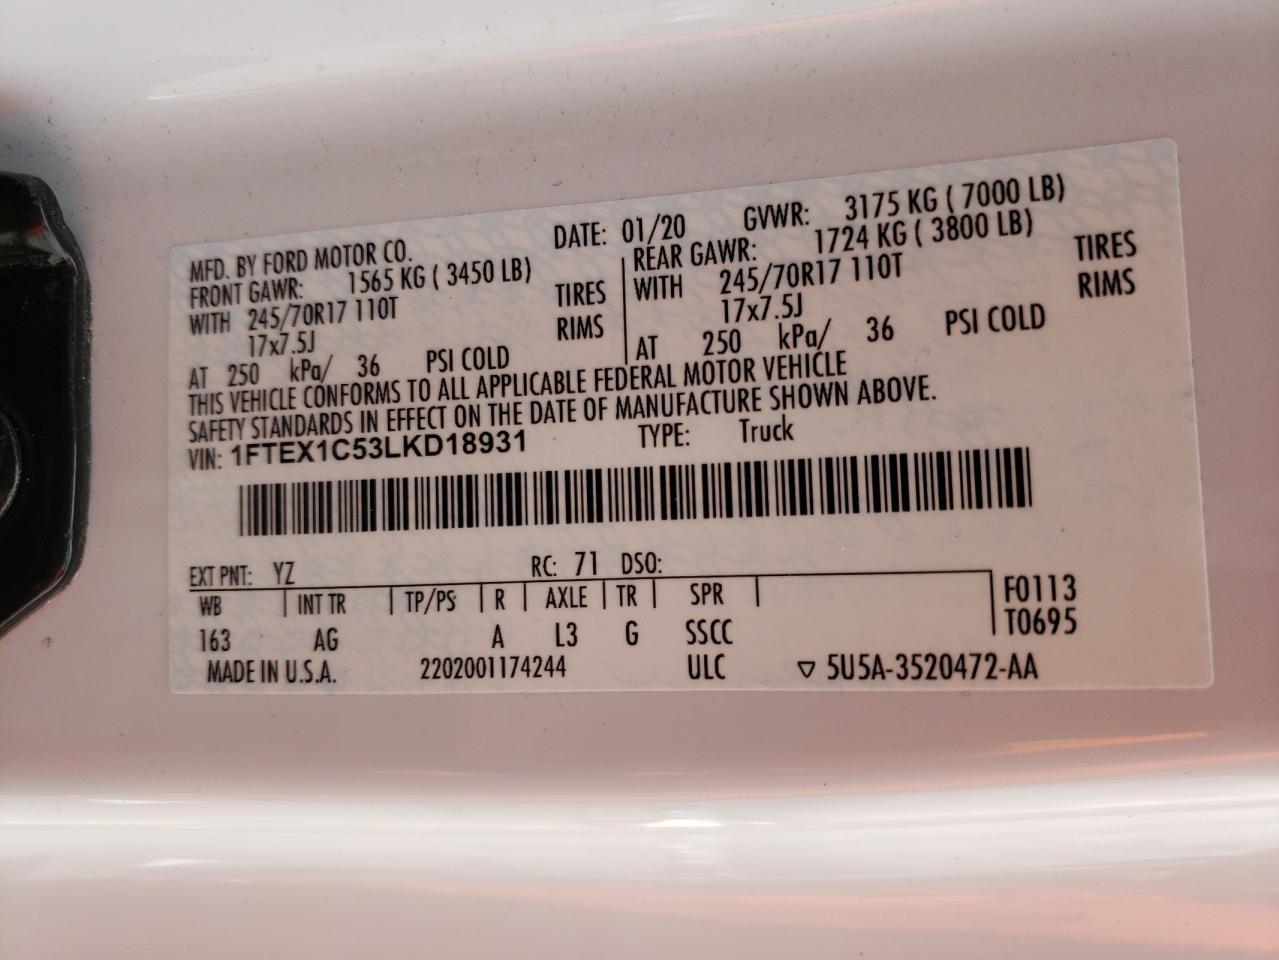 MFD. BY FORD MOTOR CO. DATE: 01/20 GVWR: 3175 KG ( 7000 LB)
FRONT GAWR: 1565 KG ( 3450 LB) REAR GAWR: 1724 KG ( 3800 LB)
WITH 245/70R17 110T TIRES WITH 245/70R17 110T TIRES
17x7.5J RIMS 17x7.5J RIMS
AT 250 kPa/ 36 PSI COLD AT 250 kPa/ 36 PSI COLD
THIS VEHICLE CONFORMS TO ALL APPLICABLE FEDERAL MOTOR VEHICLE
SAFETY STANDARDS IN EFFECT ON THE DATE OF MANUFACTURE SHOWN ABOVE.
VIN: 1FTEX1C53LKD18931 TYPE: Truck
EXT PNT: YZ RC: 71 DSO:
WB INT TR TP/PS R AXLE TR SPR F0113
163 AG A L3 G SSCC T0695
MADE IN U.S.A. 2202001174244 ULC ▽ 5U5A-3520472-AA